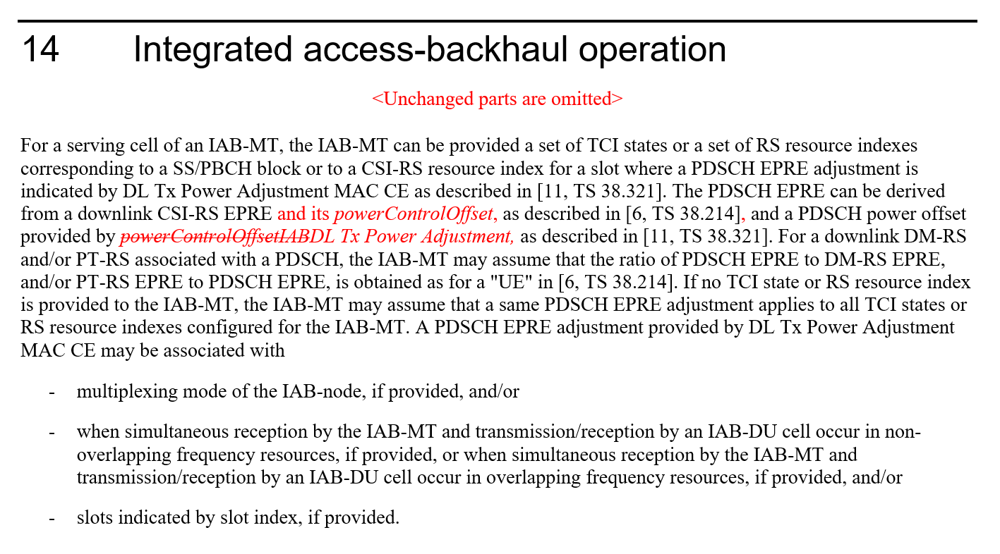 14 Integrated access-backhaul operation
<Unchanged parts are omitted>
For a serving cell of an IAB-MT, the IAB-MT can be provided a set of TCI states or a set of RS resource indexes
corresponding to a SS/PBCH block or to a CSI-RS resource index for a slot where a PDSCH EPRE adjustment is
indicated by DL Tx Power Adjustment MAC CE as described in [11, TS 38.321]. The PDSCH EPRE can be derived
from a downlink CSI-RS EPRE and its powerControlOffset, as described in [6, TS 38.214], and a PDSCH power offset
provided by powerControlOffsetIABDL Tx Power Adjustment, as described in [11, TS 38.321]. For a downlink DM-RS
and/or PT-RS associated with a PDSCH, the IAB-MT may assume that the ratio of PDSCH EPRE to DM-RS EPRE,
and/or PT-RS EPRE to PDSCH EPRE, is obtained as for a "UE" in [6, TS 38.214]. If no TCI state or RS resource index
is provided to the IAB-MT, the IAB-MT may assume that a same PDSCH EPRE adjustment applies to all TCI states or
RS resource indexes configured for the IAB-MT. A PDSCH EPRE adjustment provided by DL Tx Power Adjustment
MAC CE may be associated with
- multiplexing mode of the IAB-node, if provided, and/or
- when simultaneous reception by the IAB-MT and transmission/reception by an IAB-DU cell occur in non-
overlapping frequency resources, if provided, or when simultaneous reception by the IAB-MT and
transmission/reception by an IAB-DU cell occur in overlapping frequency resources, if provided, and/or
- slots indicated by slot index, if provided.